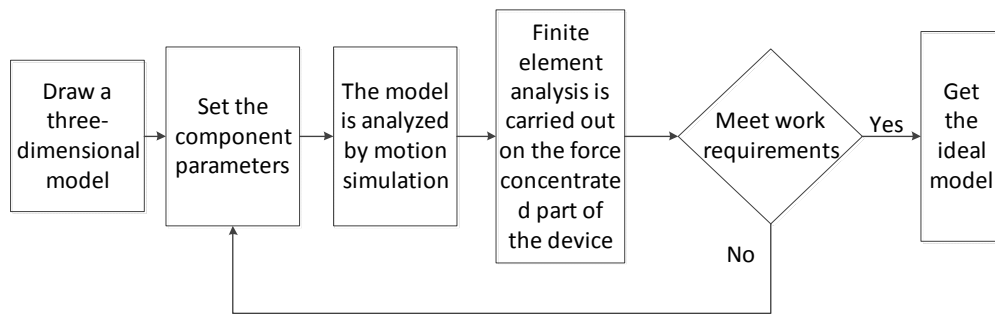 Draw a
three-
dimensional
model
Set the
component
parameters
The model
is analyzed
by motion
simulation
Finite
element
analysis is
carried out
on the force
concentrate
d part of
the device
Meet work
requirements
Yes
No
Get
the
ideal
model